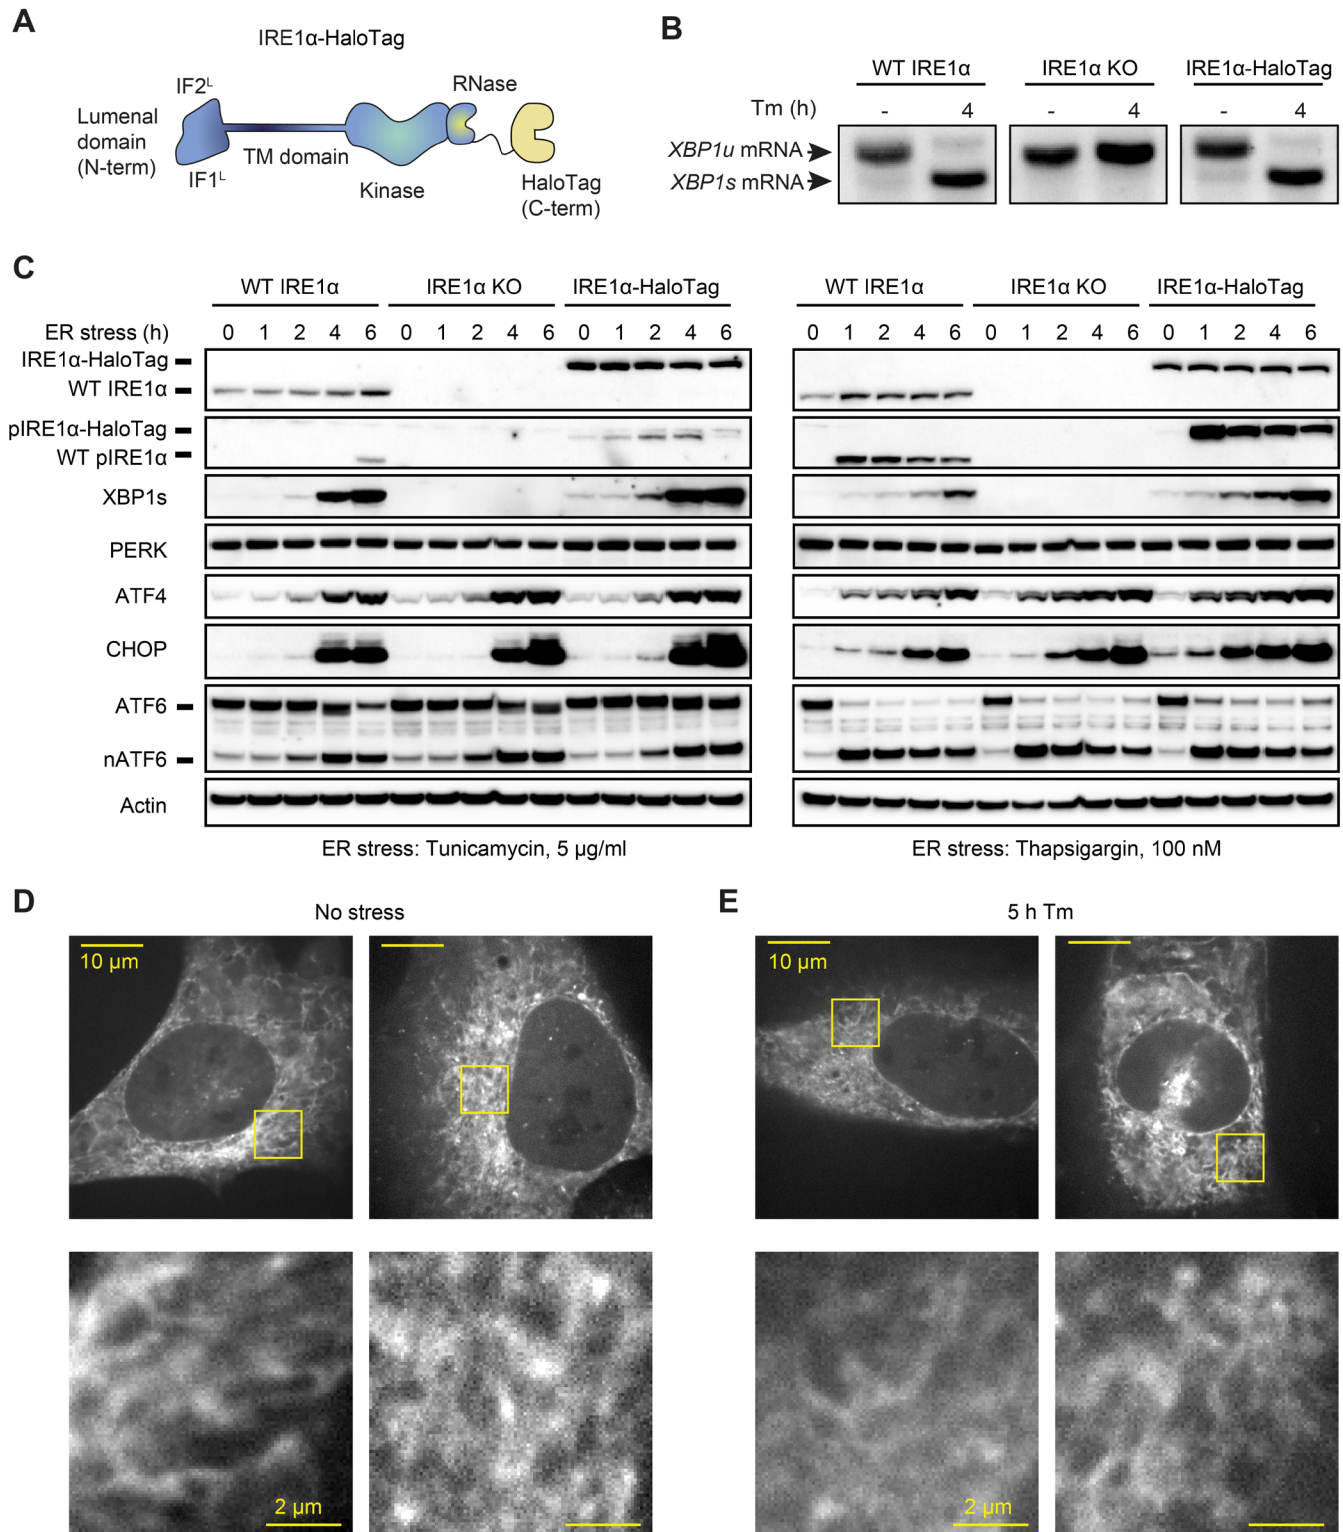 A
IRE1α-HaloTag
IF2ᴸ
RNase
Lumenal
domain
(N-term)
TM domain
IF1ᴸ
Kinase
HaloTag
(C-term)
B
WT IRE1α
IRE1α KO
IRE1α-HaloTag
Tm (h)
- 4 - 4 - 4
XBP1u mRNA
XBP1s mRNA
C
WT IRE1α IRE1α KO IRE1α-HaloTag WT IRE1α IRE1α KO IRE1α-HaloTag
ER stress (h) 0 1 2 4 6 0 1 2 4 6 0 1 2 4 6 0 1 2 4 6 0 1 2 4 6 0 1 2 4 6
IRE1α-HaloTag
WT IRE1α
pIRE1α-HaloTag
WT pIRE1α
XBP1s
PERK
ATF4
CHOP
ATF6
nATF6
Actin
ER stress: Tunicamycin, 5 µg/ml
ER stress: Thapsigargin, 100 nM
D
No stress
10 µm
2 µm
E
5 h Tm
10 µm
2 µm